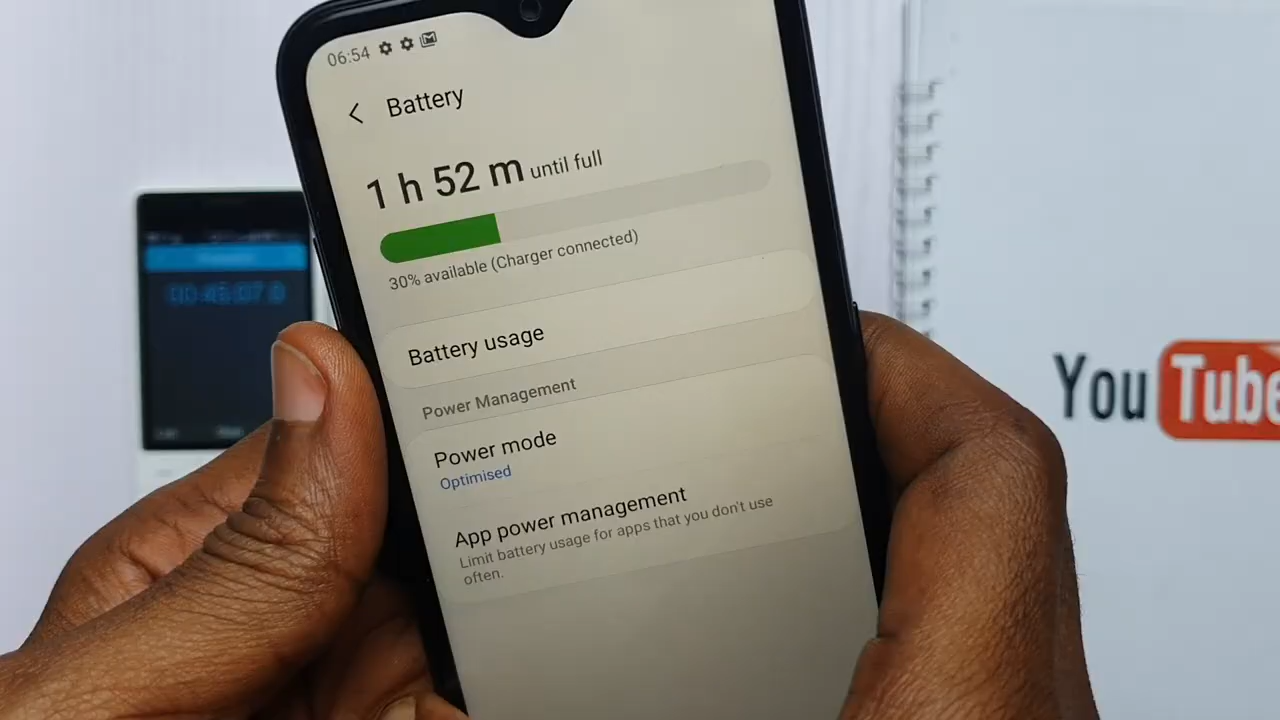 06:54
Battery
1 h 52 m until full
30% available (Charger connected)
Battery usage
Power Management
Power mode
Optimised
App power management
Limit battery usage for apps that you don't use
often.
YouTube